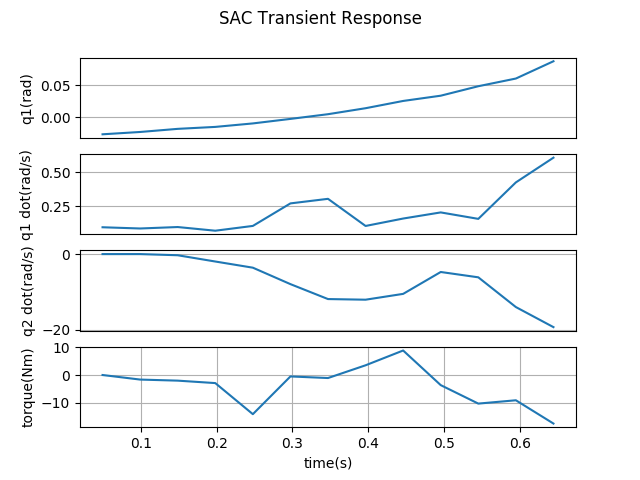 SAC Transient Response
q1(rad)
0.05
0.00
q1 dot(rad/s)
0.50
0.25
q2 dot(rad/s)
0
−20
torque(Nm)
10
0
−10
0.1 0.2 0.3 0.4 0.5 0.6
time(s)